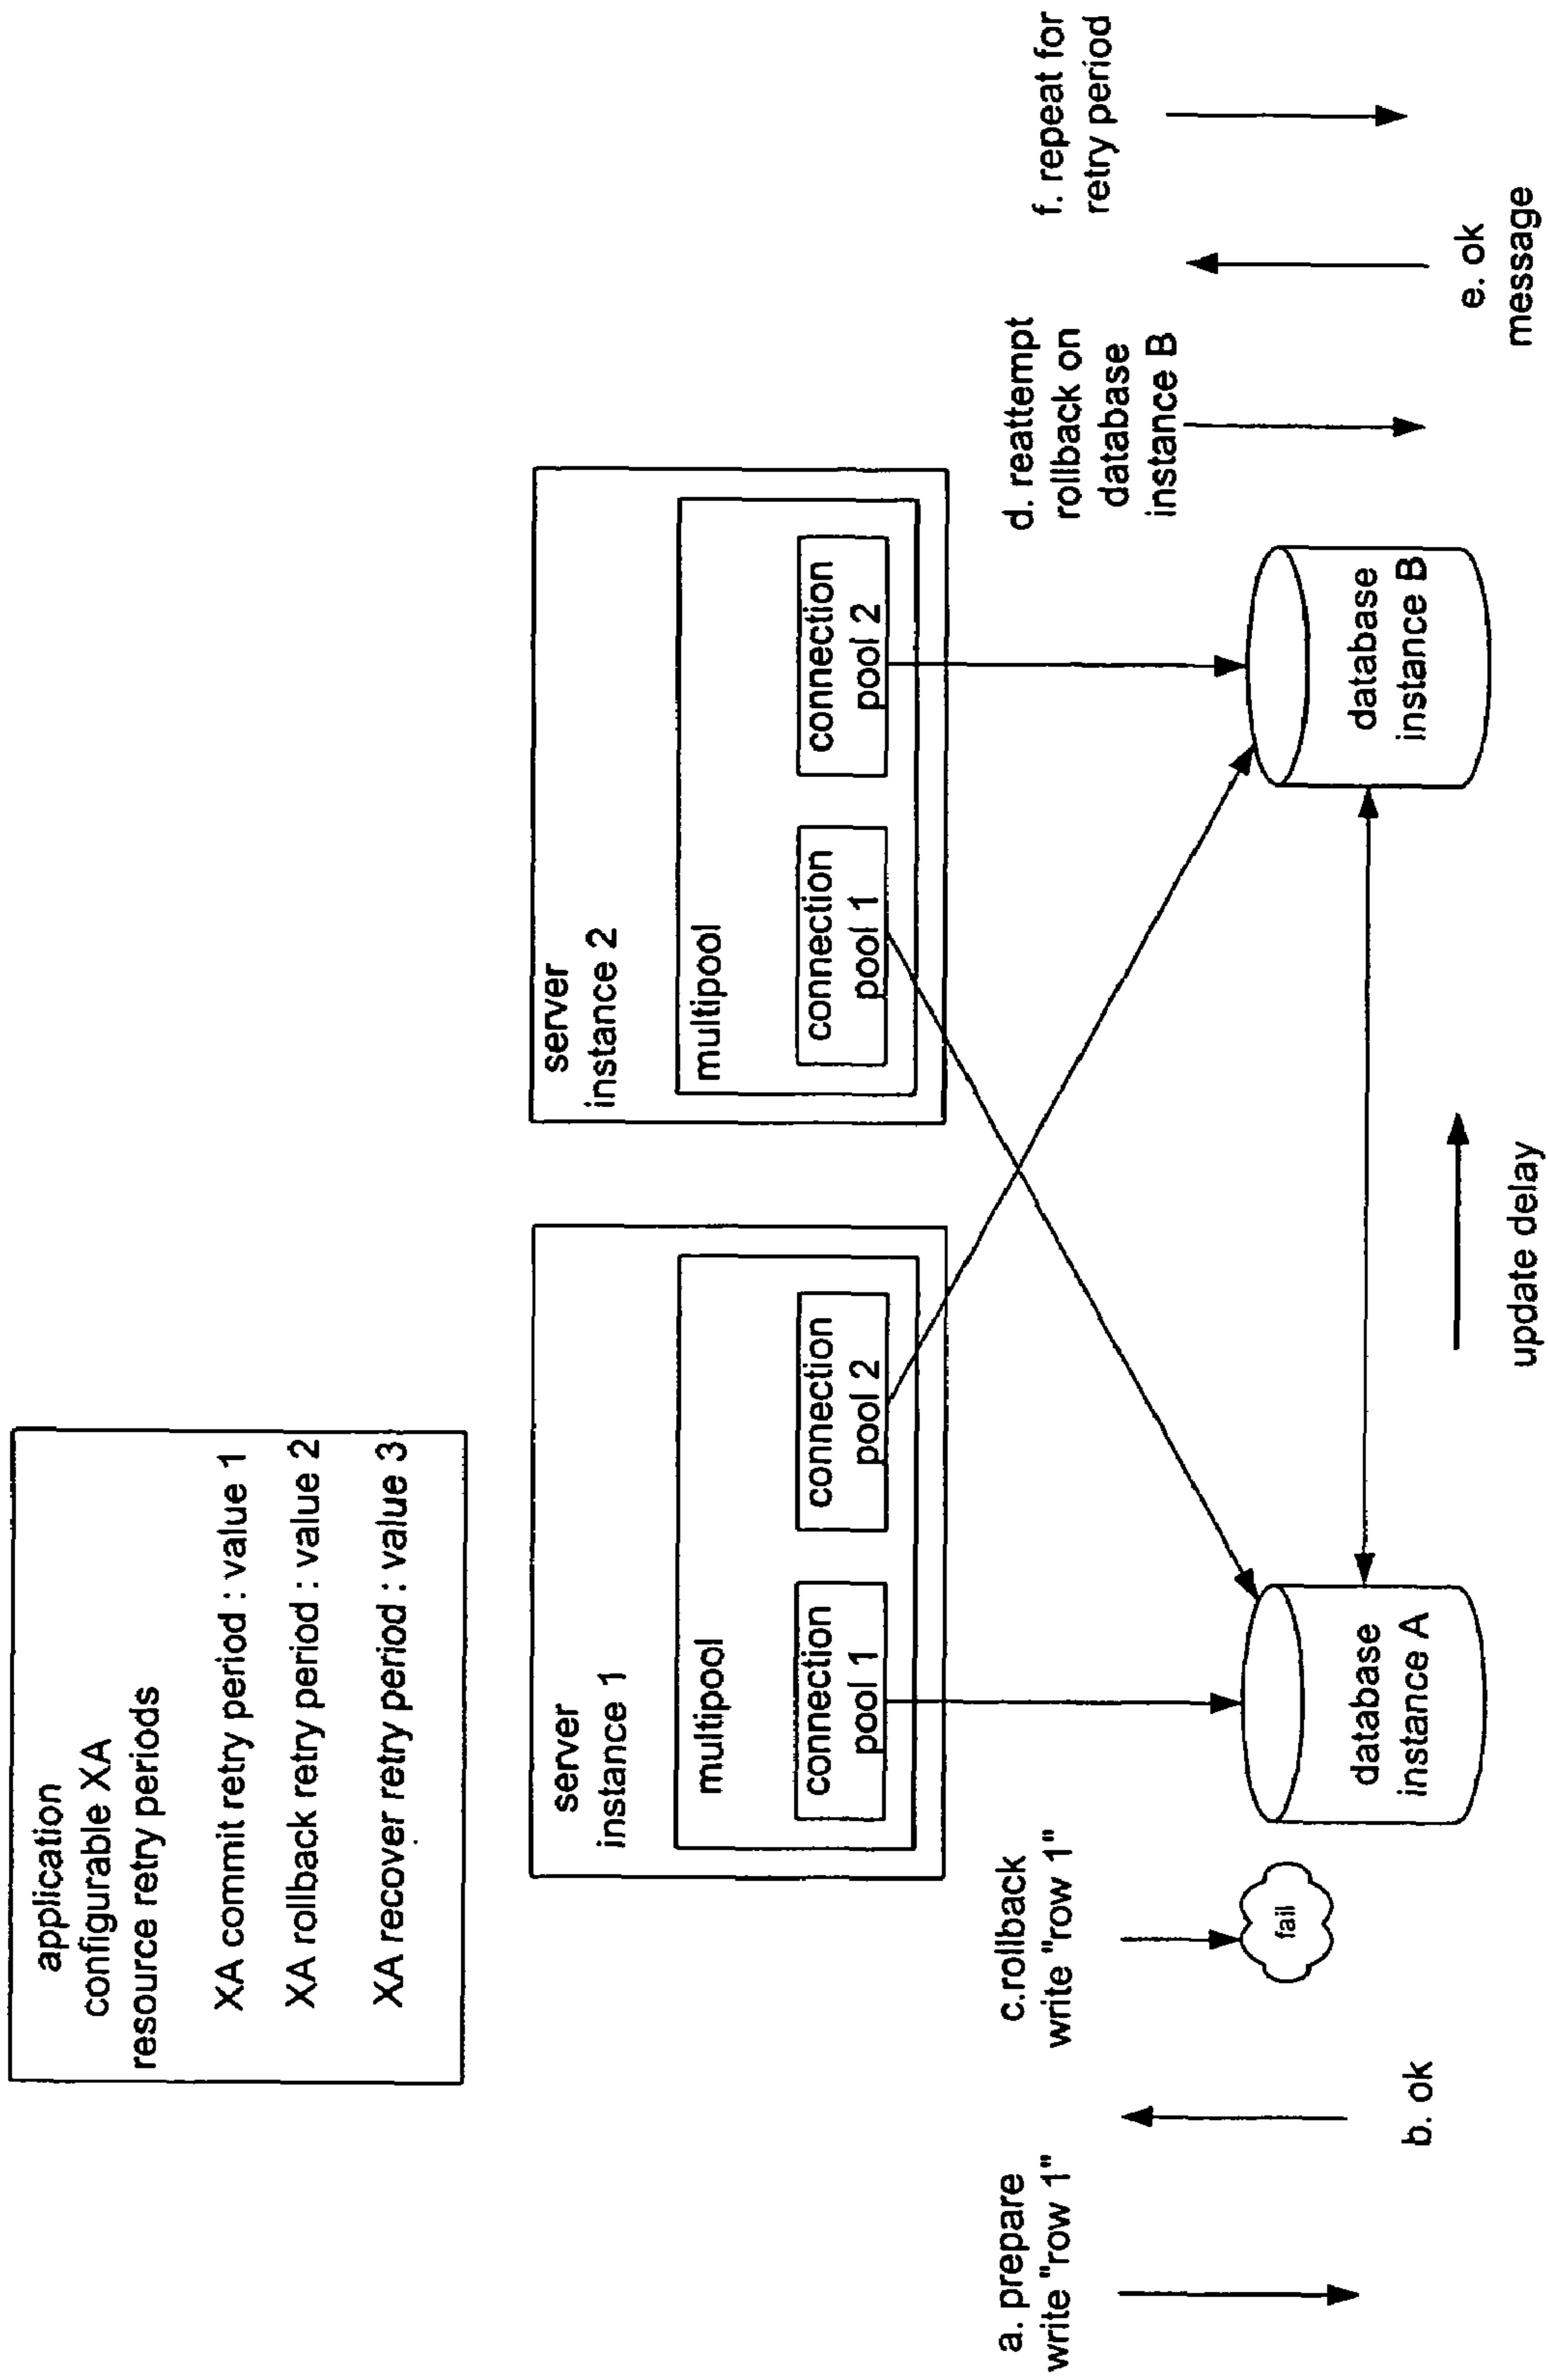 application
configurable XA
resource retry periods
XA commit retry period : value 1
XA rollback retry period : value 2
XA recover retry period : value 3
server
instance 1
multipool
connection
pool 1
connection
pool 2
server
instance 2
multipool
connection
pool 1
connection
pool 2
a. prepare
write "row 1"
b. ok
c.rollback
write "row 1"
fail
database
instance A
update delay
database
instance B
d. reattempt
rollback on
database
instance B
e. ok
message
f. repeat for
retry period